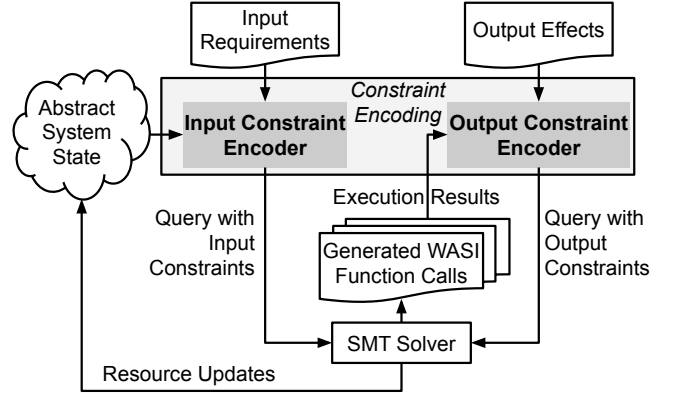 Input
Requirements
Output Effects
Abstract
System
State
Constraint
Encoding
Input Constraint
Encoder
Output Constraint
Encoder
Execution Results
Query with
Input
Constraints
Generated WASI
Function Calls
Query with
Output
Constraints
SMT Solver
Resource Updates